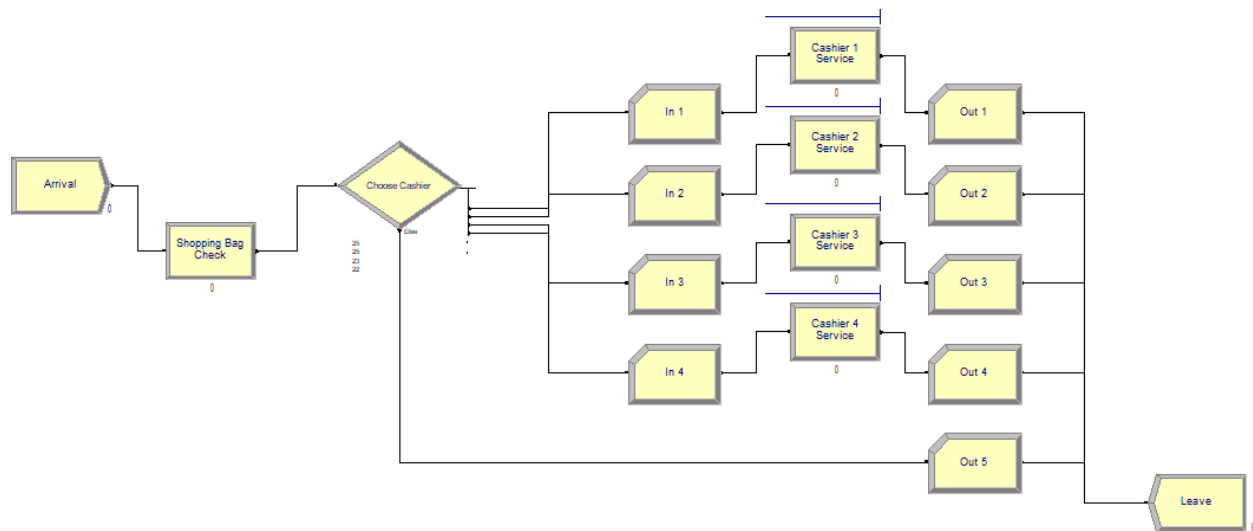 Cashier 1
Service
0
In 1
Out 1
Cashier 2
Service
0
Arrival
0
Choose Cashier
In 2
Out 2
Shopping Bag
Check
0
Else
25
25
23
22
Cashier 3
Service
0
In 3
Out 3
Cashier 4
Service
0
In 4
Out 4
Out 5
Leave